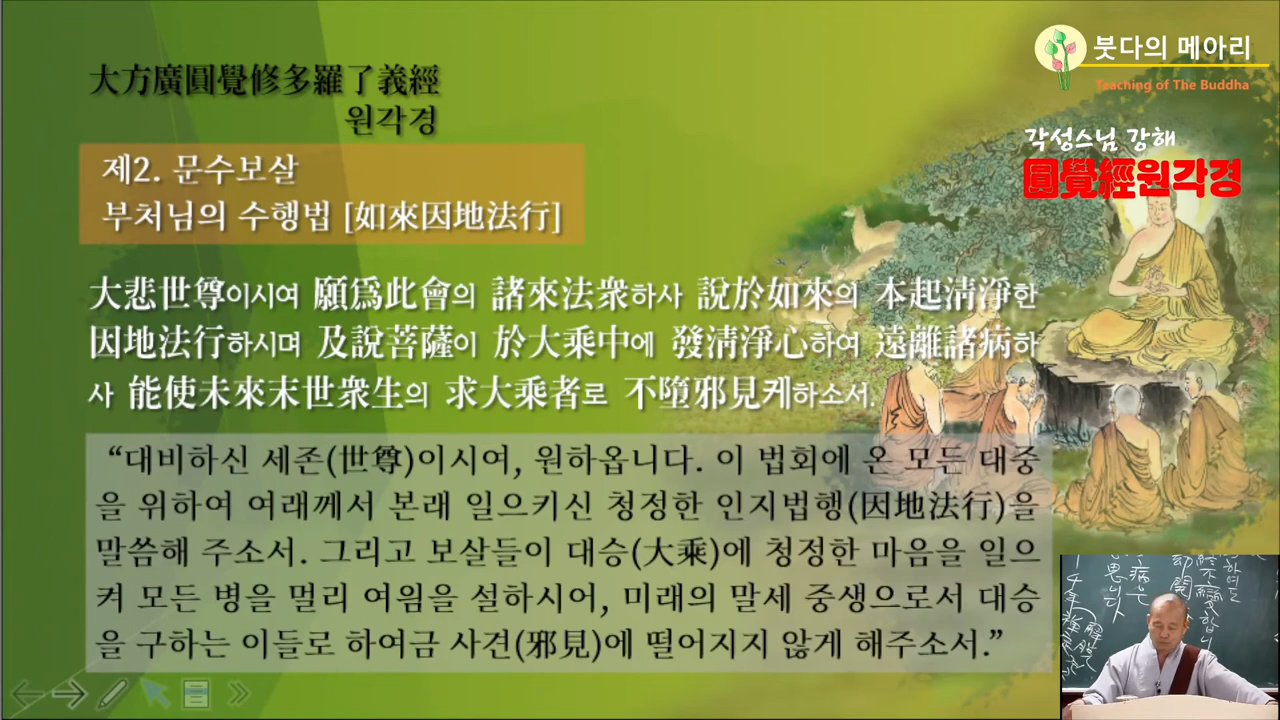 大方廣圓覺修多羅了義經
원각경
제2. 문수보살
부처님의 수행법 [如來因地法行]
大悲世尊이시여 願爲此會의 諸來法衆하사 說於如來의 本起淸淨한
因地法行하시며 及說菩薩이 於大乘中에 發淸淨心하여 遠離諸病하
사 能使未來末世衆生의 求大乘者로 不墮邪見케하소서.
“대비하신 세존(世尊)이시여, 원하옵니다. 이 법회에 온 모든 대중
을 위하여 여래께서 본래 일으키신 청정한 인지법행(因地法行)을
말씀해 주소서. 그리고 보살들이 대승(大乘)에 청정한 마음을 일으
켜 모든 병을 멀리 여읨을 설하시어, 미래의 말세 중생으로서 대승
을 구하는 이들로 하여금 사견(邪見)에 떨어지지 않게 해주소서.”
붓다의 메아리
Teaching of The Buddha
각성스님 강해
圓覺經원각경